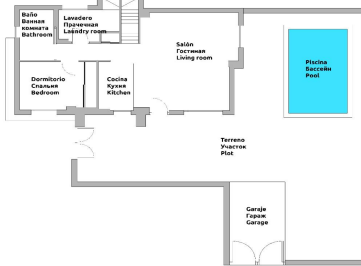 Baño
Ванная
комната
Bathroom
Lavadero
Прачечная
Laundry room
Salón
Гостиная
Living room
Piscina
Бассейн
Pool
Dormitorio
Спальня
Bedroom
Cocina
Кухня
Kitchen
Terreno
Участок
Plot
Garaje
Гараж
Garage